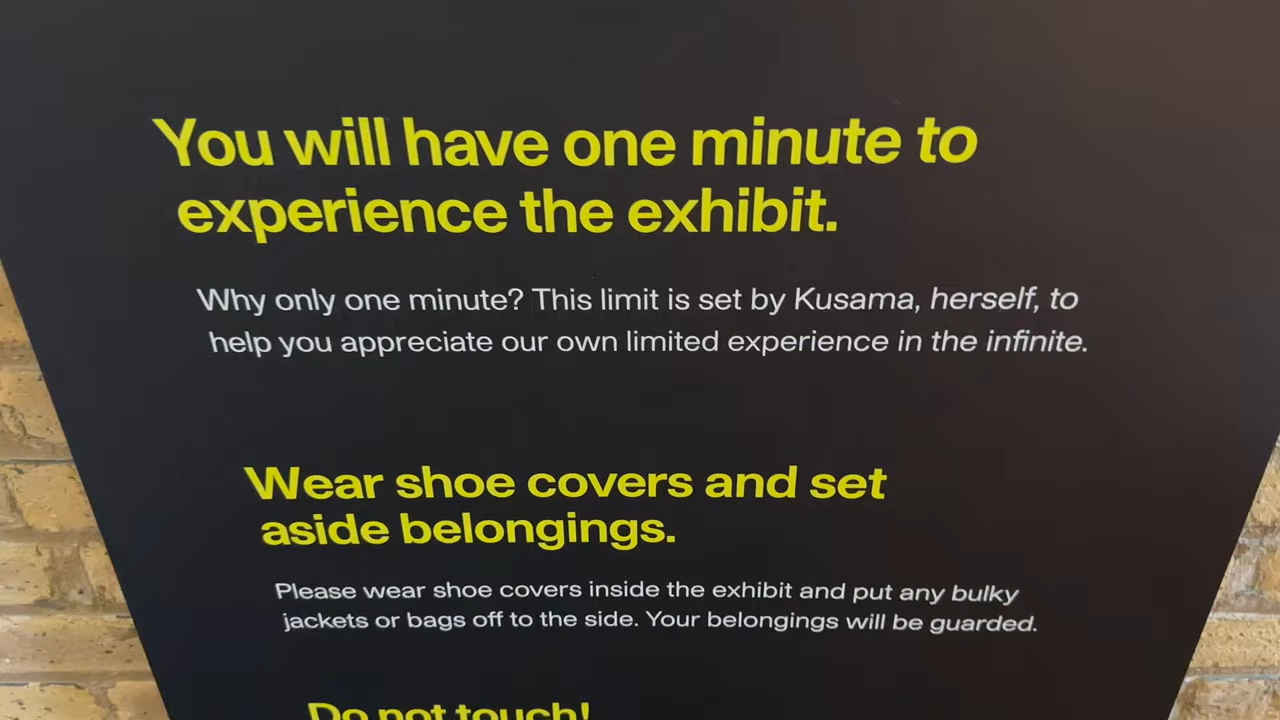 You will have one minute to
experience the exhibit.
Why only one minute? This limit is set by Kusama, herself, to
help you appreciate our own limited experience in the infinite.
Wear shoe covers and set
aside belongings.
Please wear shoe covers inside the exhibit and put any bulky
jackets or bags off to the side. Your belongings will be guarded.
Do not touch!